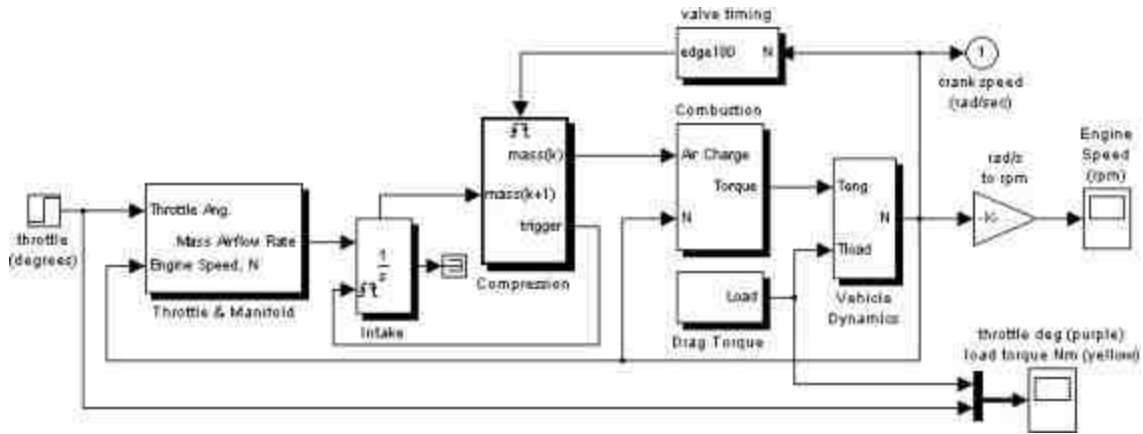 valve timing
edge180 N
1
crank speed
(rad/sec)
Combustion
Engine
Speed
(rpm)
mass(k)
Air Charge
rad/s
to rpm
mass(k+1)
Torque
Teng
throttle
(degrees)
Throttle Ang.
trigger
N
N
-K-
Mass Airflow Rate
Engine Speed, N
1
s
Tload
Throttle & Manifold
Intake
Compression
Load
Drag Torque
Vehicle
Dynamics
throttle deg (purple)
load torque Nm (yellow)